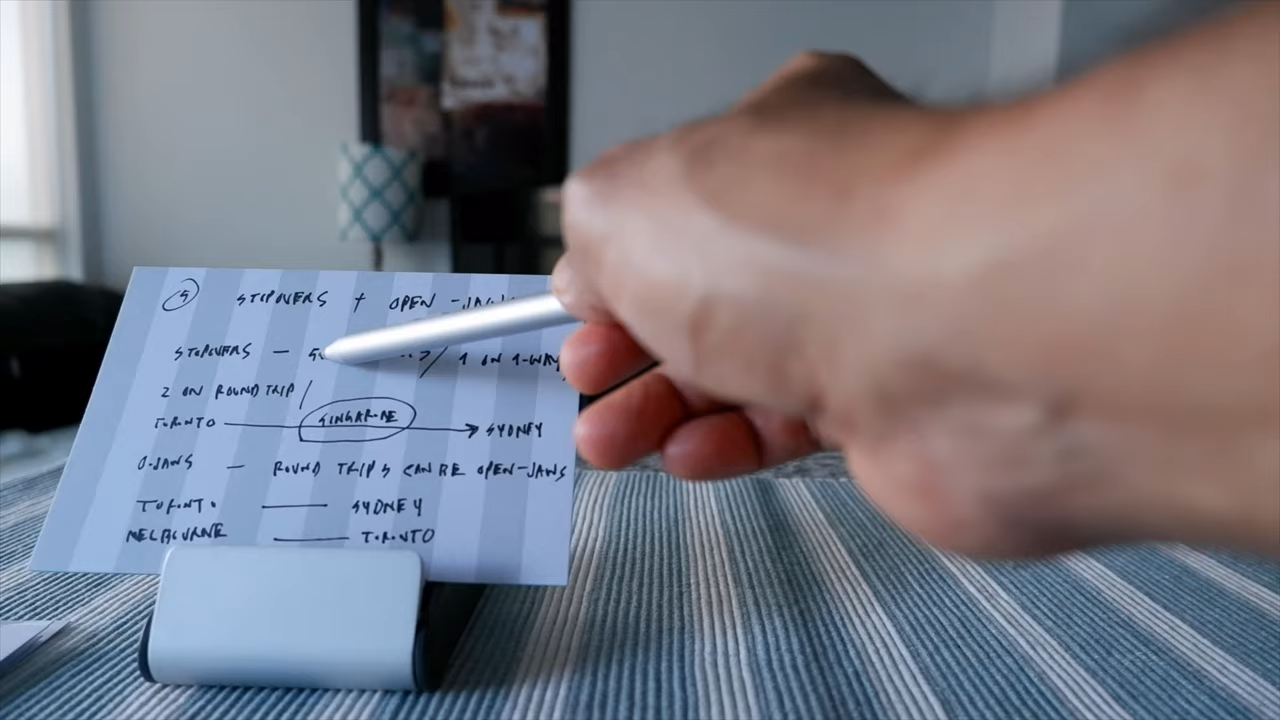 5 STOPOVERS + OPEN-JAWS
STOPOVERS — / 1 ON 1-WAY
2 ON ROUND TRIP /
TORONTO SINGAPORE SYDNEY
O-JAWS — ROUND TRIPS CAN BE OPEN-JAWS
TORONTO — SYDNEY
MELBOURNE — TORONTO